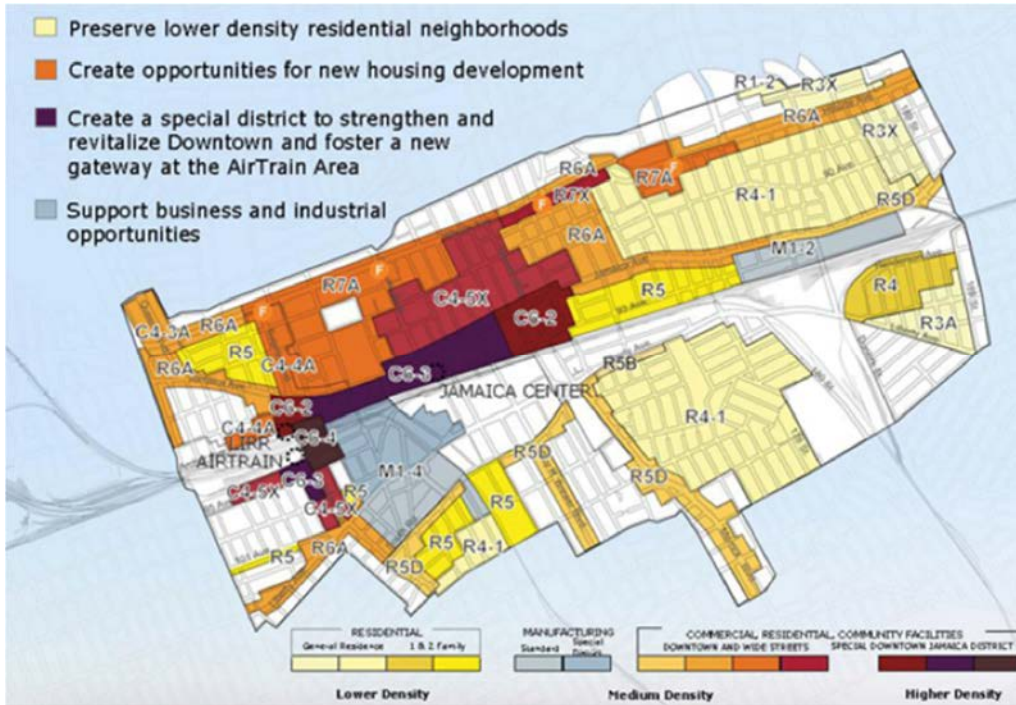 Preserve lower density residential neighborhoods
Create opportunities for new housing development
Create a special district to strengthen and
revitalize Downtown and foster a new
gateway at the AirTrain Area
Support business and industrial
opportunities
R1-2
R3X
R6A
R3X
R6A
R7A
F
R7X
F
R4-1
90 Ave.
R5D
R6A
M1-2
F
R7A
C4-5X
R5
R4
F
C6-2
93 Ave.
R3A
C4-3A
R6A
R5
C4-4A
R6A
C6-3
JAMAICA CENTER
R5B
C6-2
R4-1
C4-4A
C6-4
LIRR
AIRTRAIN
M1-4
R5D
C6-3
R5D
C4-5X
R5
R5
C4-5X
R6A
R5
R5
R4-1
R5D
RESIDENTIAL
General Residence
1 & 2 Family
MANUFACTURING
Standard
COMMERCIAL, RESIDENTIAL, COMMUNITY FACILITIES
DOWNTOWN AND WIDE STREETS
SPECIAL DOWNTOWN JAMAICA DISTRICT
Lower Density
Medium Density
Higher Density